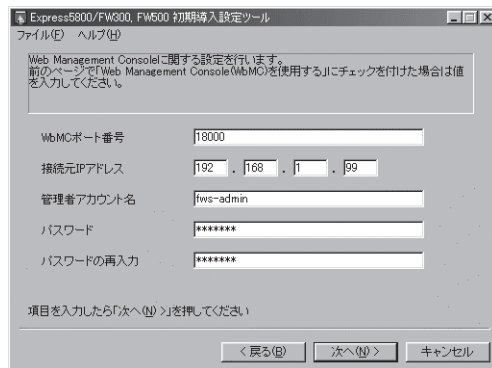 Express5800/FW300, FW500 初期導入設定ツール
ファイル(F) ヘルプ(H)
Web Management Consoleに関する設定を行います。
前のページで「Web Management Console(WbMC)を使用する」にチェックを付けた場合は値
を入力してください。
WbMCポート番号 18000
接続元IPアドレス 192 . 168 . 1 . 99
管理者アカウント名 fws-admin
パスワード *******
パスワードの再入力 *******
項目を入力したら「次へ(N) >」を押してください
< 戻る(B) 次へ(N) > キャンセル